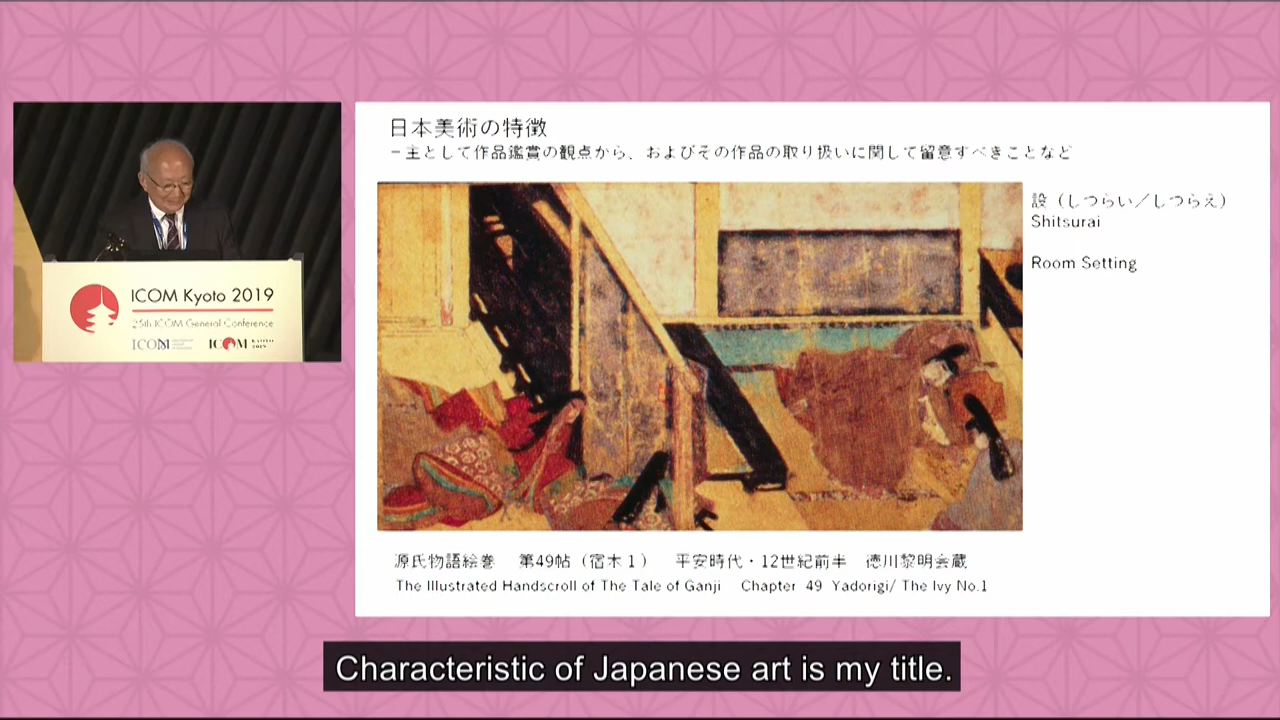 日本美術の特徴
－主として作品鑑賞の観点から、およびその作品の取り扱いに関して留意すべきことなど
設（しつらい／しつらえ）
Shitsurai
Room Setting
ICOM Kyoto 2019
25th ICOM General Conference
ICOM
ICOM KYOTO 2019
源氏物語絵巻　第49帖（宿木１）　平安時代・12世紀前半　徳川黎明会蔵
The Illustrated Handscroll of The Tale of Ganji Chapter 49 Yadorigi/ The Ivy No.1
Characteristic of Japanese art is my title.